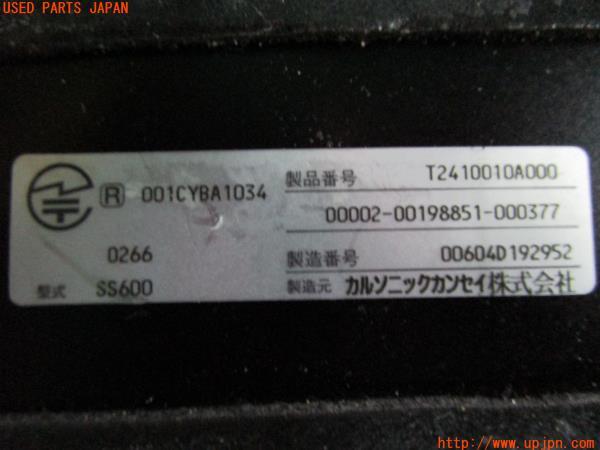 USED PARTS JAPAN
R 001CYBA1034
製品番号 T2410010A000
00002-00198851-000377
0266
製造番号 00604D192952
型式 SS600
製造元 カルソニックカンセイ株式会社
http://www.upjpn.com/